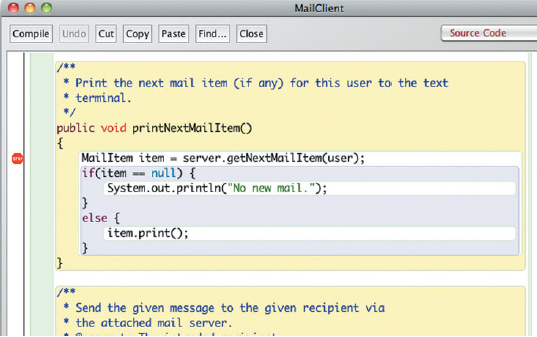 MailClient
Compile Undo Cut Copy Paste Find... Close Source Code
/**
* Print the next mail item (if any) for this user to the text
* terminal.
*/
public void printNextMailItem()
{
MailItem item = server.getNextMailItem(user);
if(item == null) {
System.out.println("No new mail.");
}
else {
item.print();
}
}
/**
* Send the given message to the given recipient via
* the attached mail server.